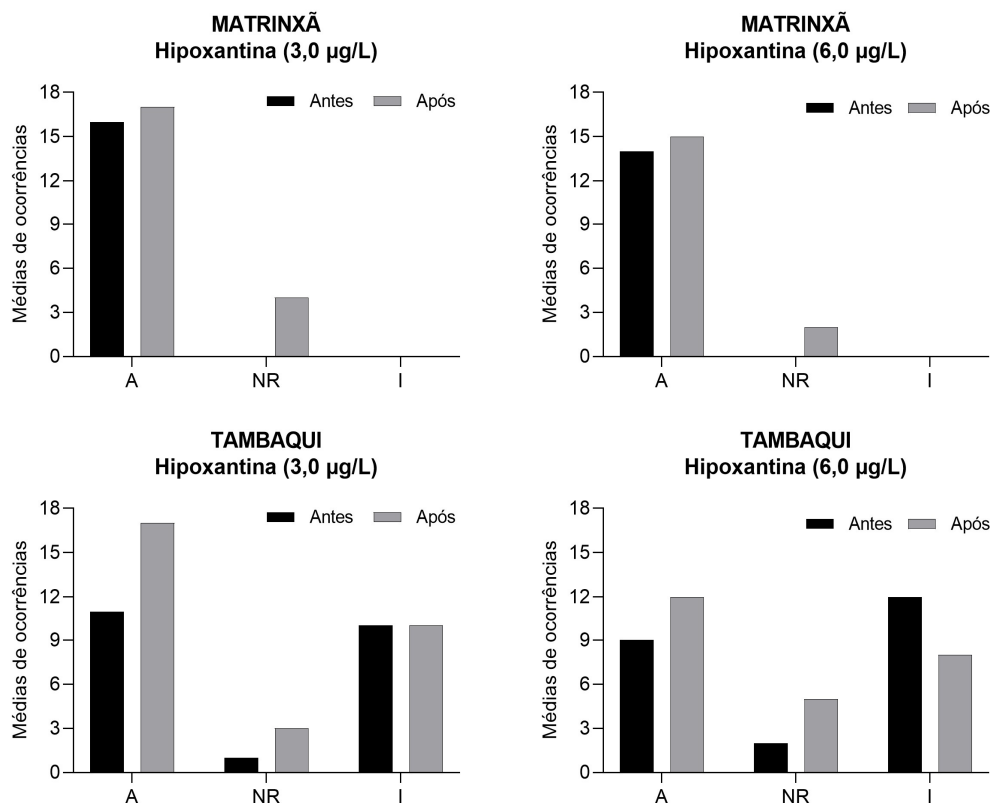 MATRINXÃ
Hipoxantina (3,0 µg/L)
Médias de ocorrências
18
15
12
9
6
3
0
Antes
Após
A
NR
I
MATRINXÃ
Hipoxantina (6,0 µg/L)
Médias de ocorrências
18
15
12
9
6
3
0
Antes
Após
A
NR
I
TAMBAQUI
Hipoxantina (3,0 µg/L)
Médias de ocorrências
18
15
12
9
6
3
0
Antes
Após
A
NR
I
TAMBAQUI
Hipoxantina (6,0 µg/L)
Médias de ocorrências
18
15
12
9
6
3
0
Antes
Após
A
NR
I